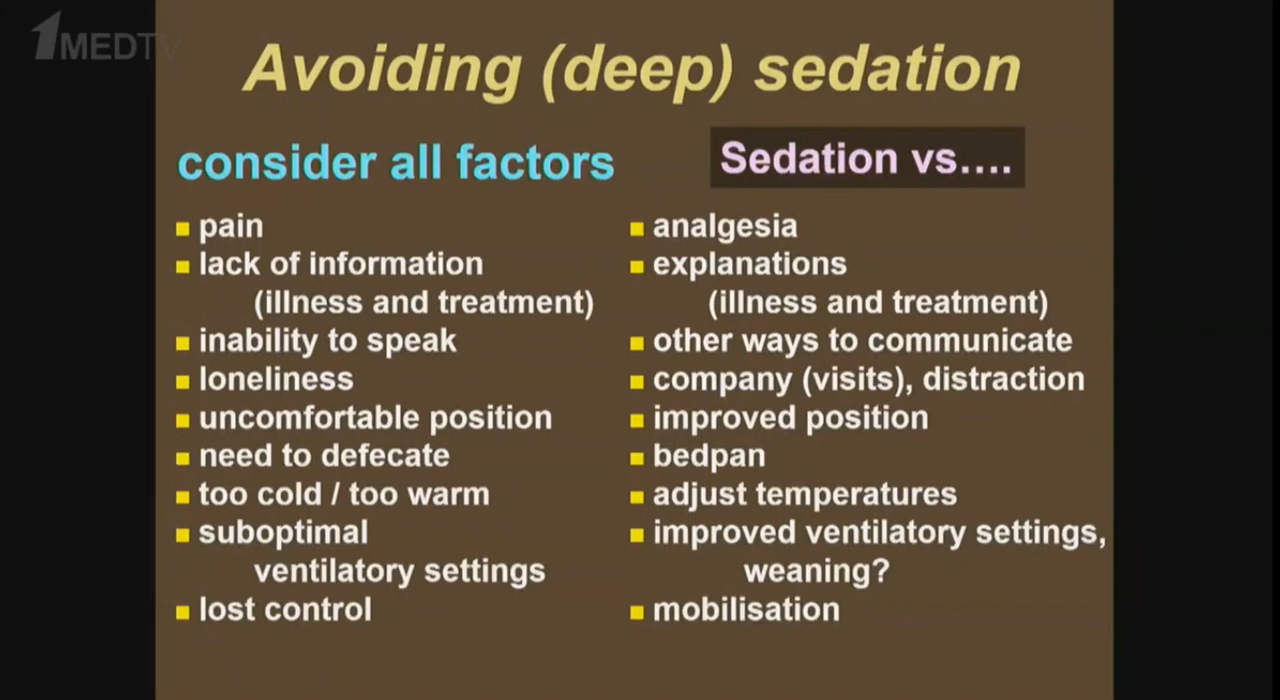 1MEDTV
Avoiding (deep) sedation
consider all factors
■ pain
■ lack of information
(illness and treatment)
■ inability to speak
■ loneliness
■ uncomfortable position
■ need to defecate
■ too cold / too warm
■ suboptimal
ventilatory settings
■ lost control
Sedation vs....
■ analgesia
■ explanations
(illness and treatment)
■ other ways to communicate
■ company (visits), distraction
■ improved position
■ bedpan
■ adjust temperatures
■ improved ventilatory settings,
weaning?
■ mobilisation